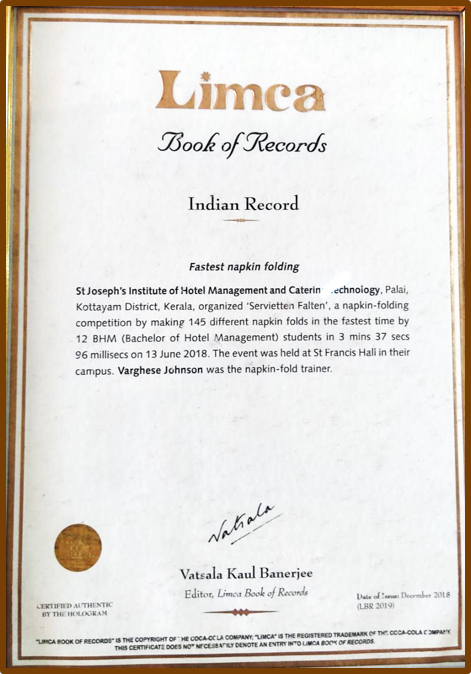 Limca
Book of Records
Indian Record
Fastest napkin folding
St Joseph's Institute of Hotel Management and Caterin echnology, Palai,
Kottayam District, Kerala, organized 'Servietten Falten', a napkin-folding
competition by making 145 different napkin folds in the fastest time by
12 BHM (Bachelor of Hotel Management) students in 3 mins 37 secs
96 millisecs on 13 June 2018. The event was held at St Francis Hall in their
campus. Varghese Johnson was the napkin-fold trainer.
Vatsala
Vatsala Kaul Banerjee
Editor, Limca Book of Records
CERTIFIED AUTHENTIC
BY THE HOLOGRAM
Date of Issue: December 2018
(LBR 2019)
"LIMCA BOOK OF RECORDS" IS THE COPYRIGHT OF THE COCA-COLA COMPANY. "LIMCA" IS THE REGISTERED TRADEMARK OF THE COCA-COLA COMPANY.
THIS CERTIFICATE DOES NOT NECESSARILY DENOTE AN ENTRY INTO LIMCA BOOK OF RECORDS.